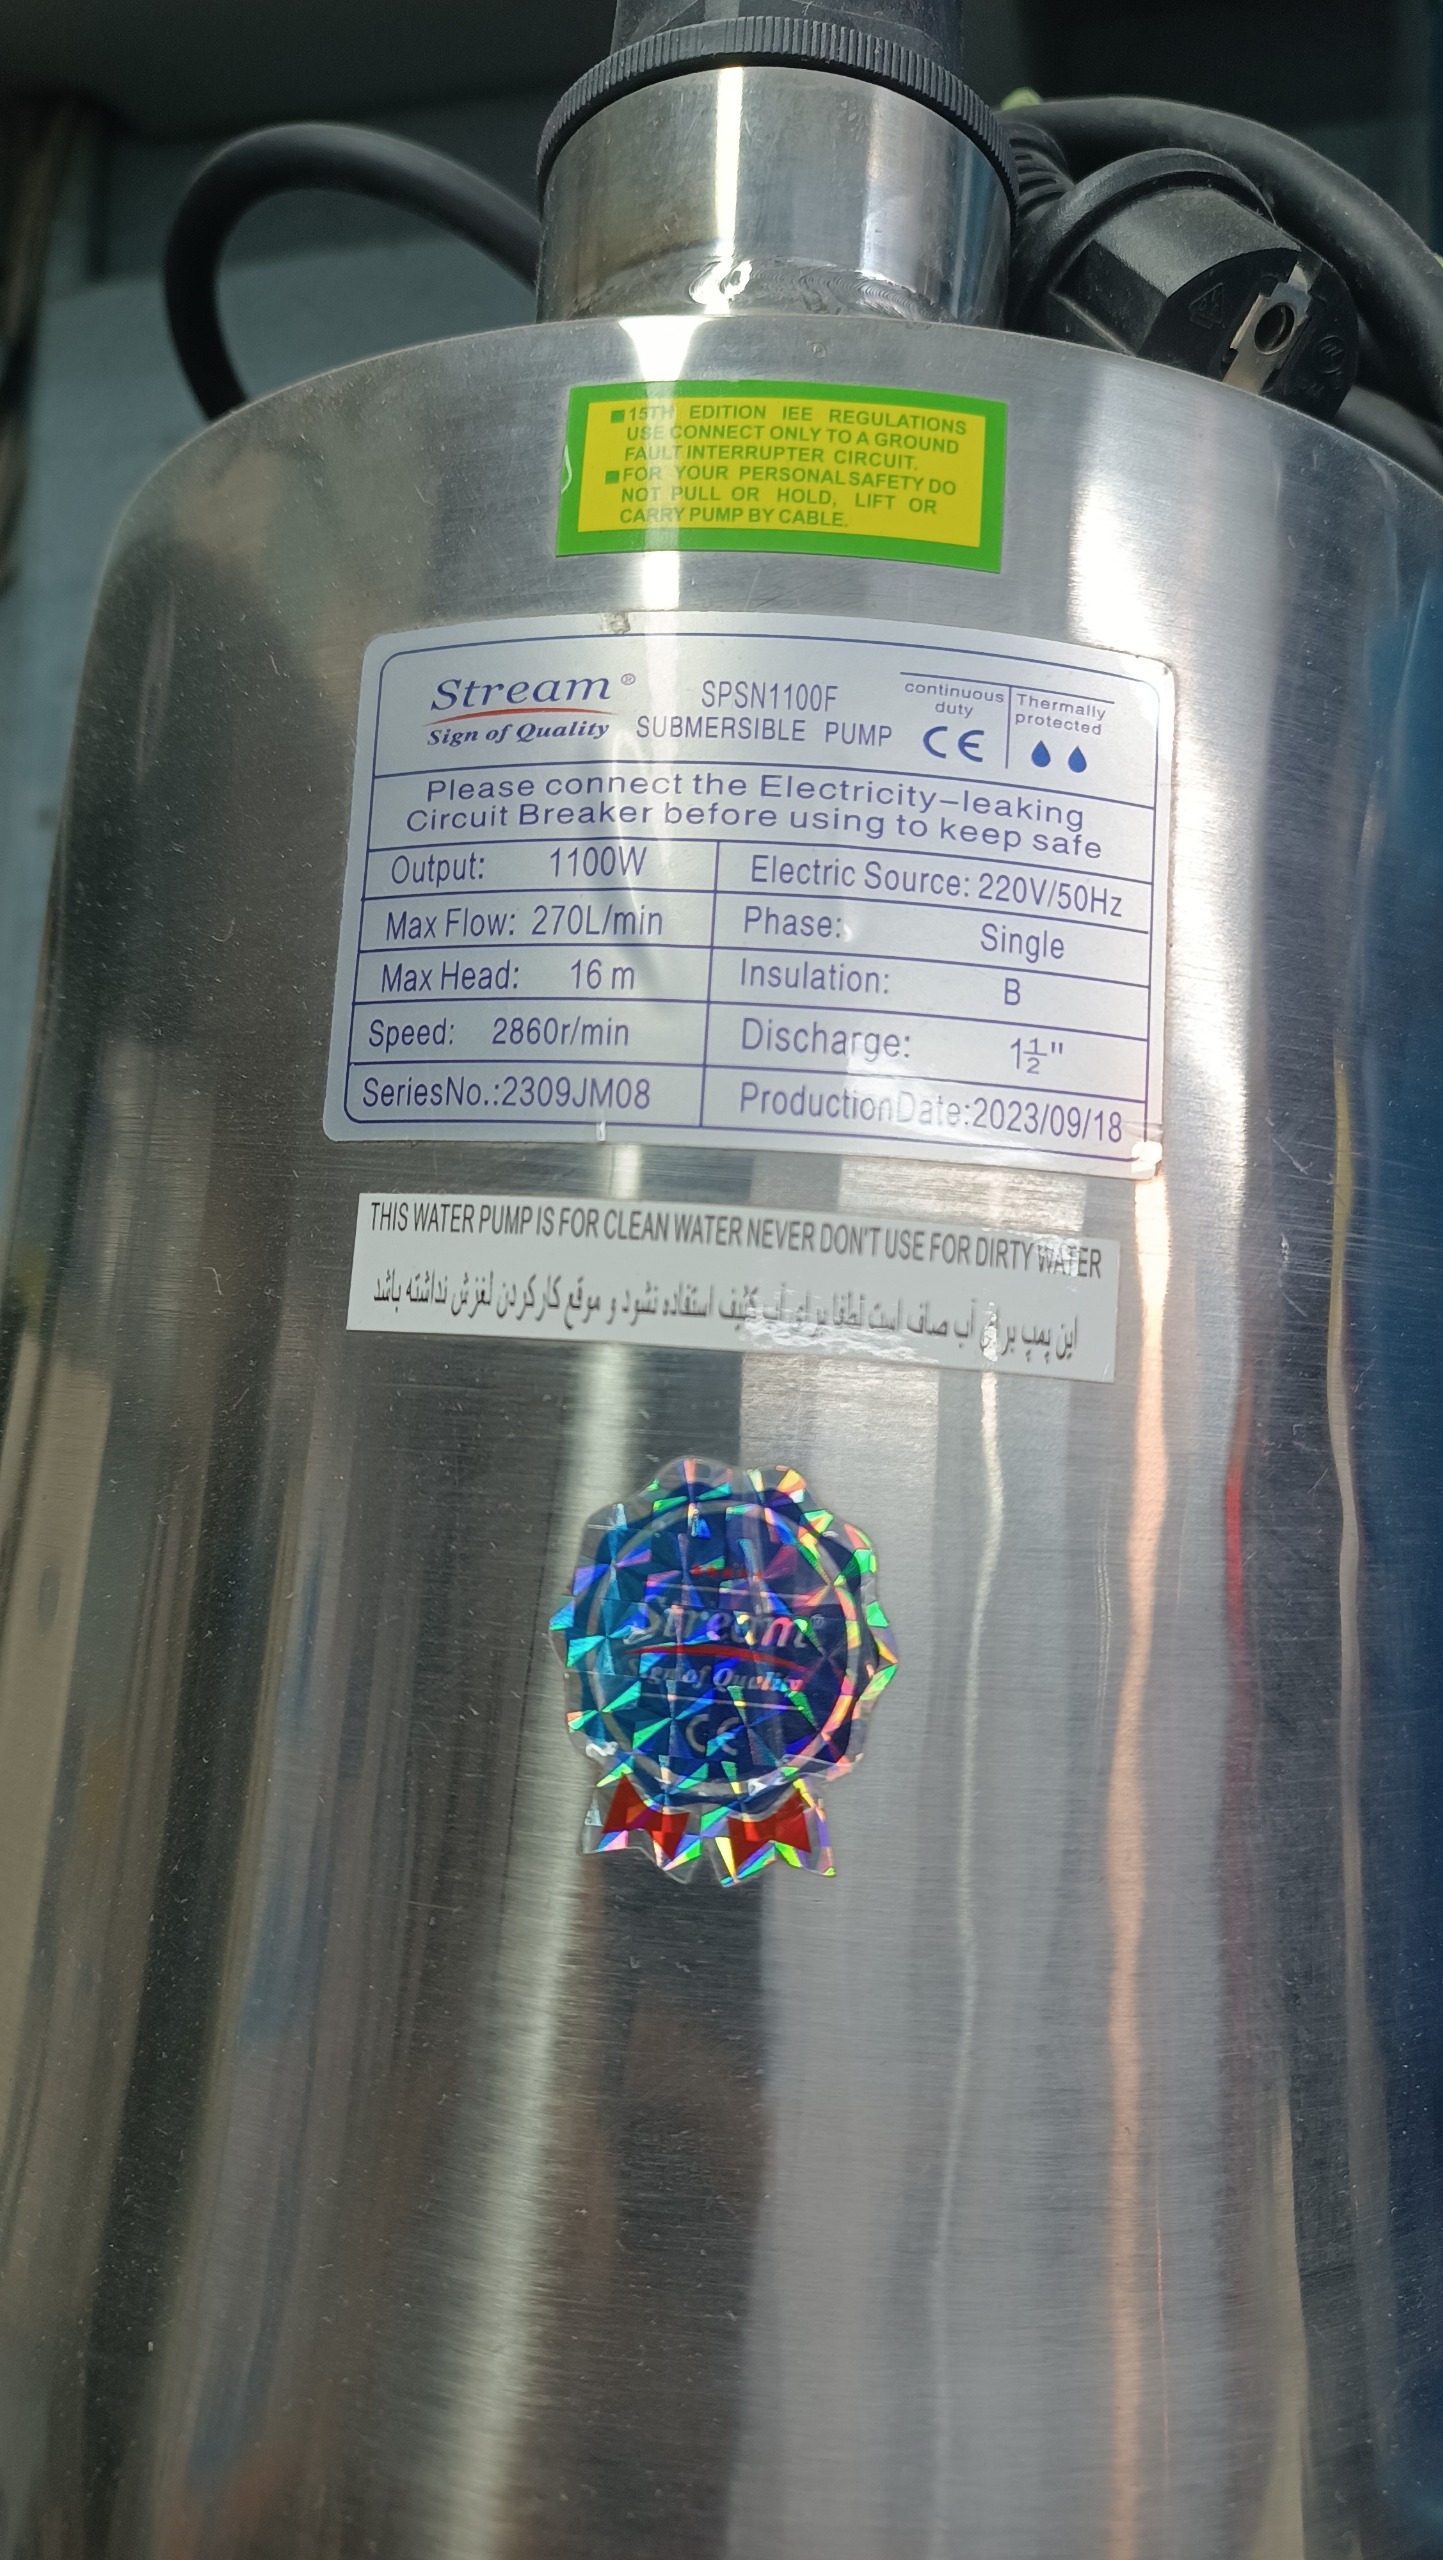 ■15TH EDITION IEE REGULATIONS
USE CONNECT ONLY TO A GROUND
FAULT INTERRUPTER CIRCUIT.
■FOR YOUR PERSONAL SAFETY DO
NOT PULL OR HOLD, LIFT OR
CARRY PUMP BY CABLE.
Stream®
Sign of Quality
SPSN1100F
SUBMERSIBLE PUMP
continuous
duty
CE
Thermally
protected
Please connect the Electricity-leaking
Circuit Breaker before using to keep safe
Output: 1100W Electric Source: 220V/50Hz
Max Flow: 270L/min Phase: Single
Max Head: 16 m Insulation: B
Speed: 2860r/min Discharge: 1½"
SeriesNo.:2309JM08 ProductionDate:2023/09/18
THIS WATER PUMP IS FOR CLEAN WATER NEVER DON'T USE FOR DIRTY WATER
این پمپ برای آب صاف است لطفا برای آب کثیف استفاده نشود و موقع کار کردن لغزش نداشته باشد
Stream®
Sign of Quality
CE